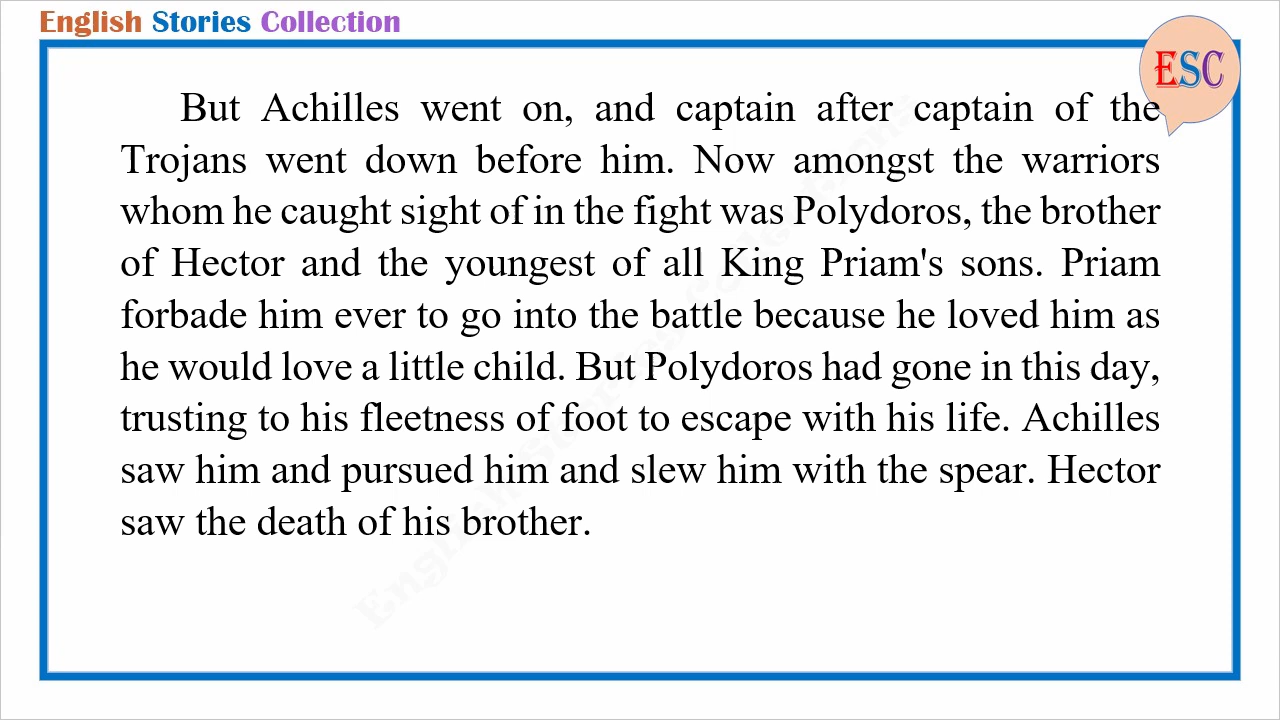 English Stories Collection
ESC
But Achilles went on, and captain after captain of the
Trojans went down before him. Now amongst the warriors
whom he caught sight of in the fight was Polydoros, the brother
of Hector and the youngest of all King Priam's sons. Priam
forbade him ever to go into the battle because he loved him as
he would love a little child. But Polydoros had gone in this day,
trusting to his fleetness of foot to escape with his life. Achilles
saw him and pursued him and slew him with the spear. Hector
saw the death of his brother.
English Stories Collections